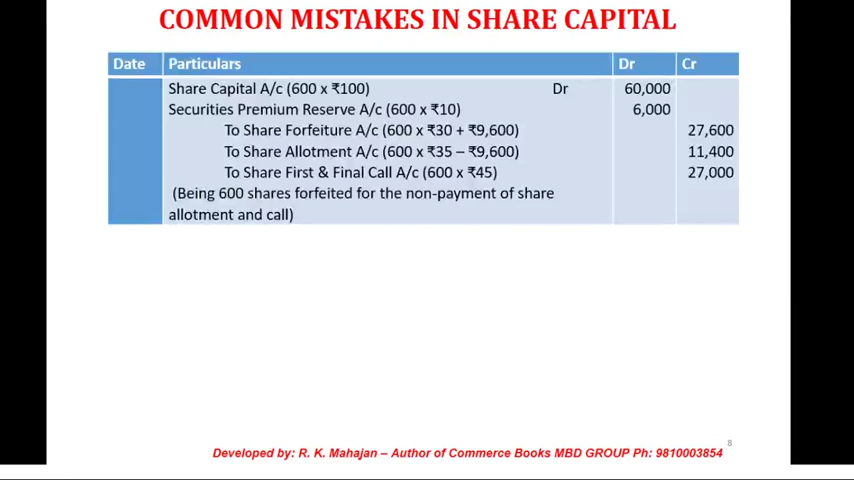 COMMON MISTAKES IN SHARE CAPITAL
Date Particulars Dr Cr
Share Capital A/c (600 x ₹100) Dr 60,000
Securities Premium Reserve A/c (600 x ₹10) 6,000
To Share Forfeiture A/c (600 x ₹30 + ₹9,600) 27,600
To Share Allotment A/c (600 x ₹35 – ₹9,600) 11,400
To Share First & Final Call A/c (600 x ₹45) 27,000
(Being 600 shares forfeited for the non-payment of share
allotment and call)
8
Developed by: R. K. Mahajan – Author of Commerce Books MBD GROUP Ph: 9810003854